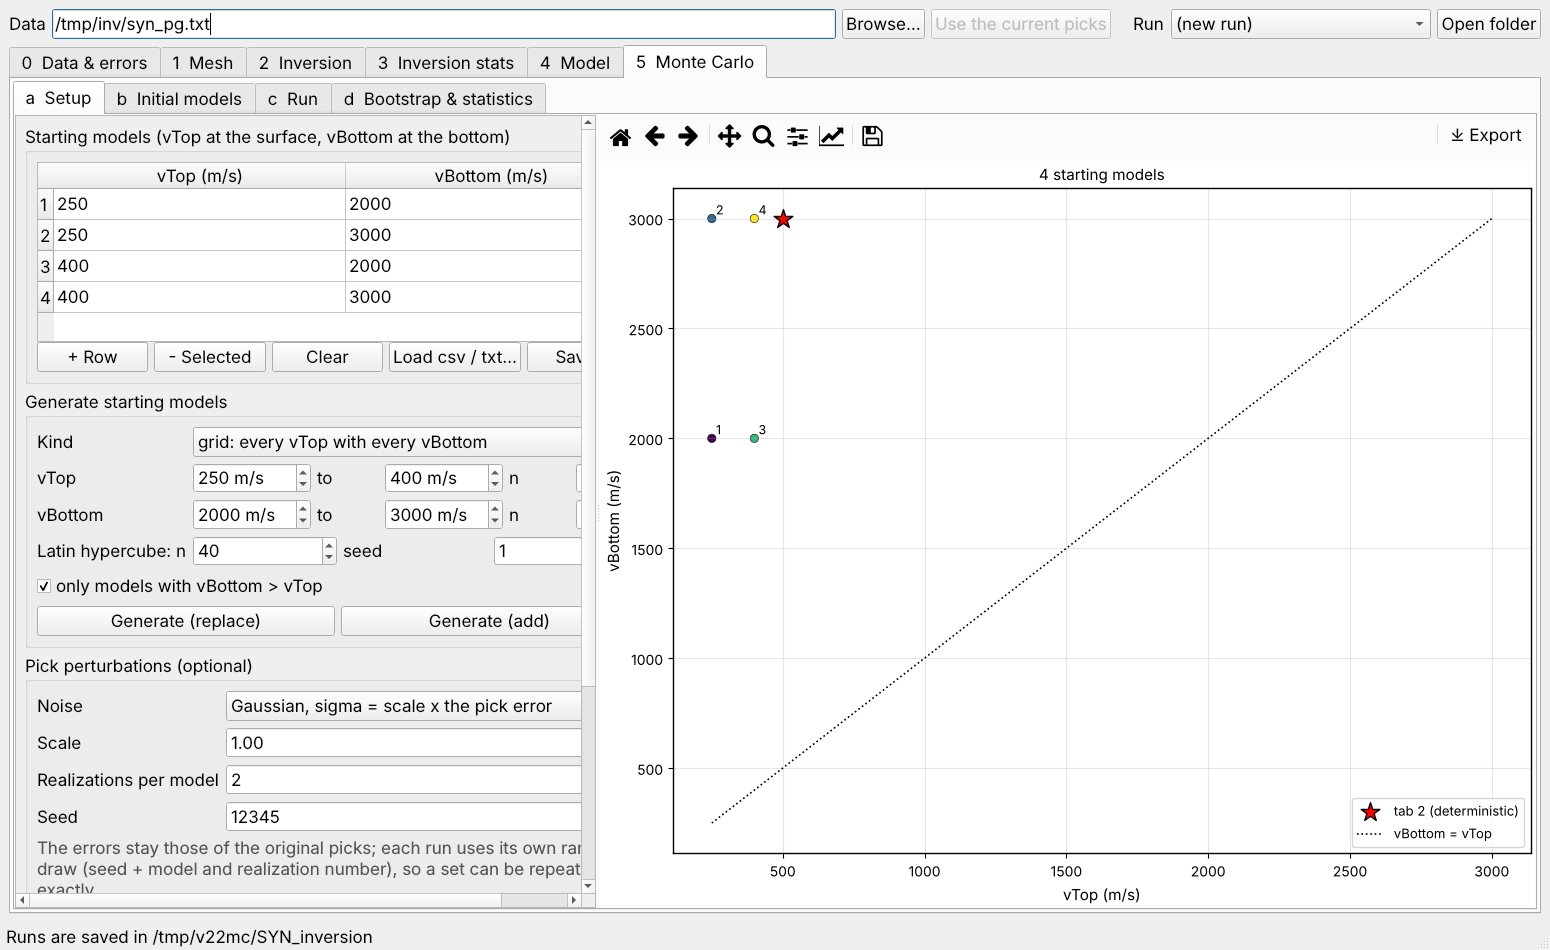 Data /tmp/inv/syn_pg.txt Browse... Use the current picks Run (new run) Open folder
0 Data & errors 1 Mesh 2 Inversion 3 Inversion stats 4 Model 5 Monte Carlo
a Setup b Initial models c Run d Bootstrap & statistics
Starting models (vTop at the surface, vBottom at the bottom)
vTop (m/s) vBottom (m/s)
1 250 2000
2 250 3000
3 400 2000
4 400 3000
+ Row - Selected Clear Load csv / txt... Sav
Generate starting models
Kind grid: every vTop with every vBottom
vTop 250 m/s to 400 m/s n
vBottom 2000 m/s to 3000 m/s n
Latin hypercube: n 40 seed 1
only models with vBottom > vTop
Generate (replace) Generate (add)
Pick perturbations (optional)
Noise Gaussian, sigma = scale x the pick error
Scale 1.00
Realizations per model 2
Seed 12345
The errors stay those of the original picks; each run uses its own rar
draw (seed + model and realization number), so a set can be repeat
exactly
Export
4 starting models
3000
2500
2000
1500
1000
500
vBottom (m/s)
2 4
1 3
tab 2 (deterministic)
vBottom = vTop
500 1000 1500 2000 2500 3000
vTop (m/s)
Runs are saved in /tmp/v22mc/SYN_inversion